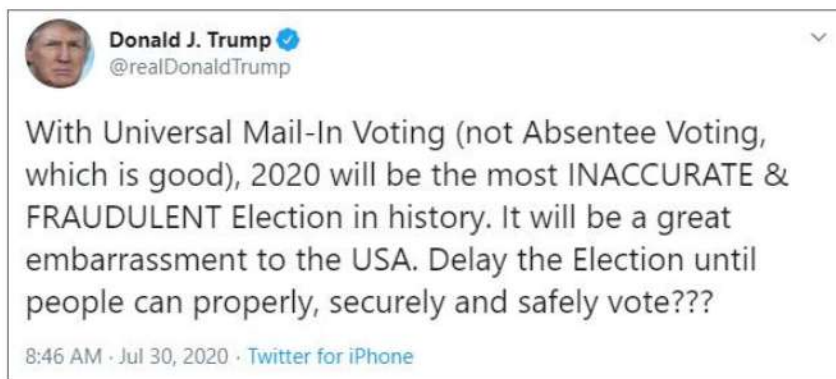 Donald J. Trump
@realDonaldTrump
With Universal Mail-In Voting (not Absentee Voting,
which is good), 2020 will be the most INACCURATE &
FRAUDULENT Election in history. It will be a great
embarrassment to the USA. Delay the Election until
people can properly, securely and safely vote???
8:46 AM · Jul 30, 2020 · Twitter for iPhone